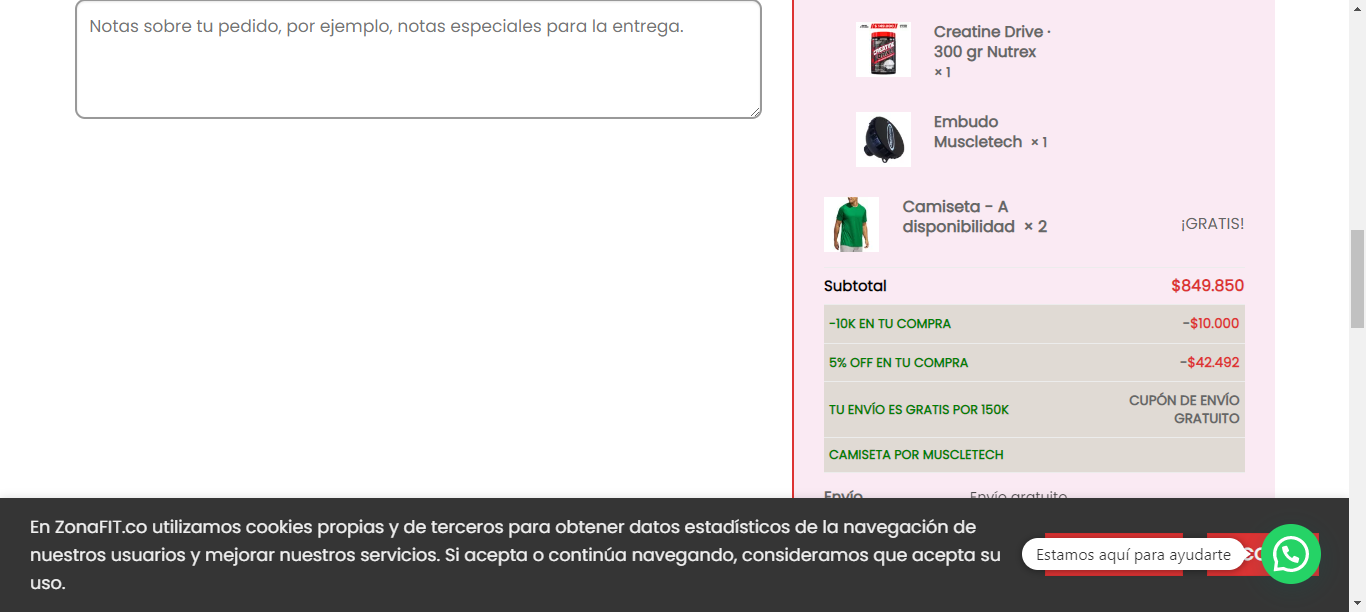 Notas sobre tu pedido, por ejemplo, notas especiales para la entrega.
Creatine Drive ·
300 gr Nutrex
× 1
Embudo
Muscletech × 1
Camiseta - A
disponibilidad × 2
¡GRATIS!
Subtotal $849.850
-10K EN TU COMPRA -$10.000
5% OFF EN TU COMPRA -$42.492
TU ENVÍO ES GRATIS POR 150K
CUPÓN DE ENVÍO
GRATUITO
CAMISETA POR MUSCLETECH
Envío Envío gratuito
En ZonaFIT.co utilizamos cookies propias y de terceros para obtener datos estadísticos de la navegación de
nuestros usuarios y mejorar nuestros servicios. Si acepta o continúa navegando, consideramos que acepta su
uso.
Estamos aquí para ayudarte